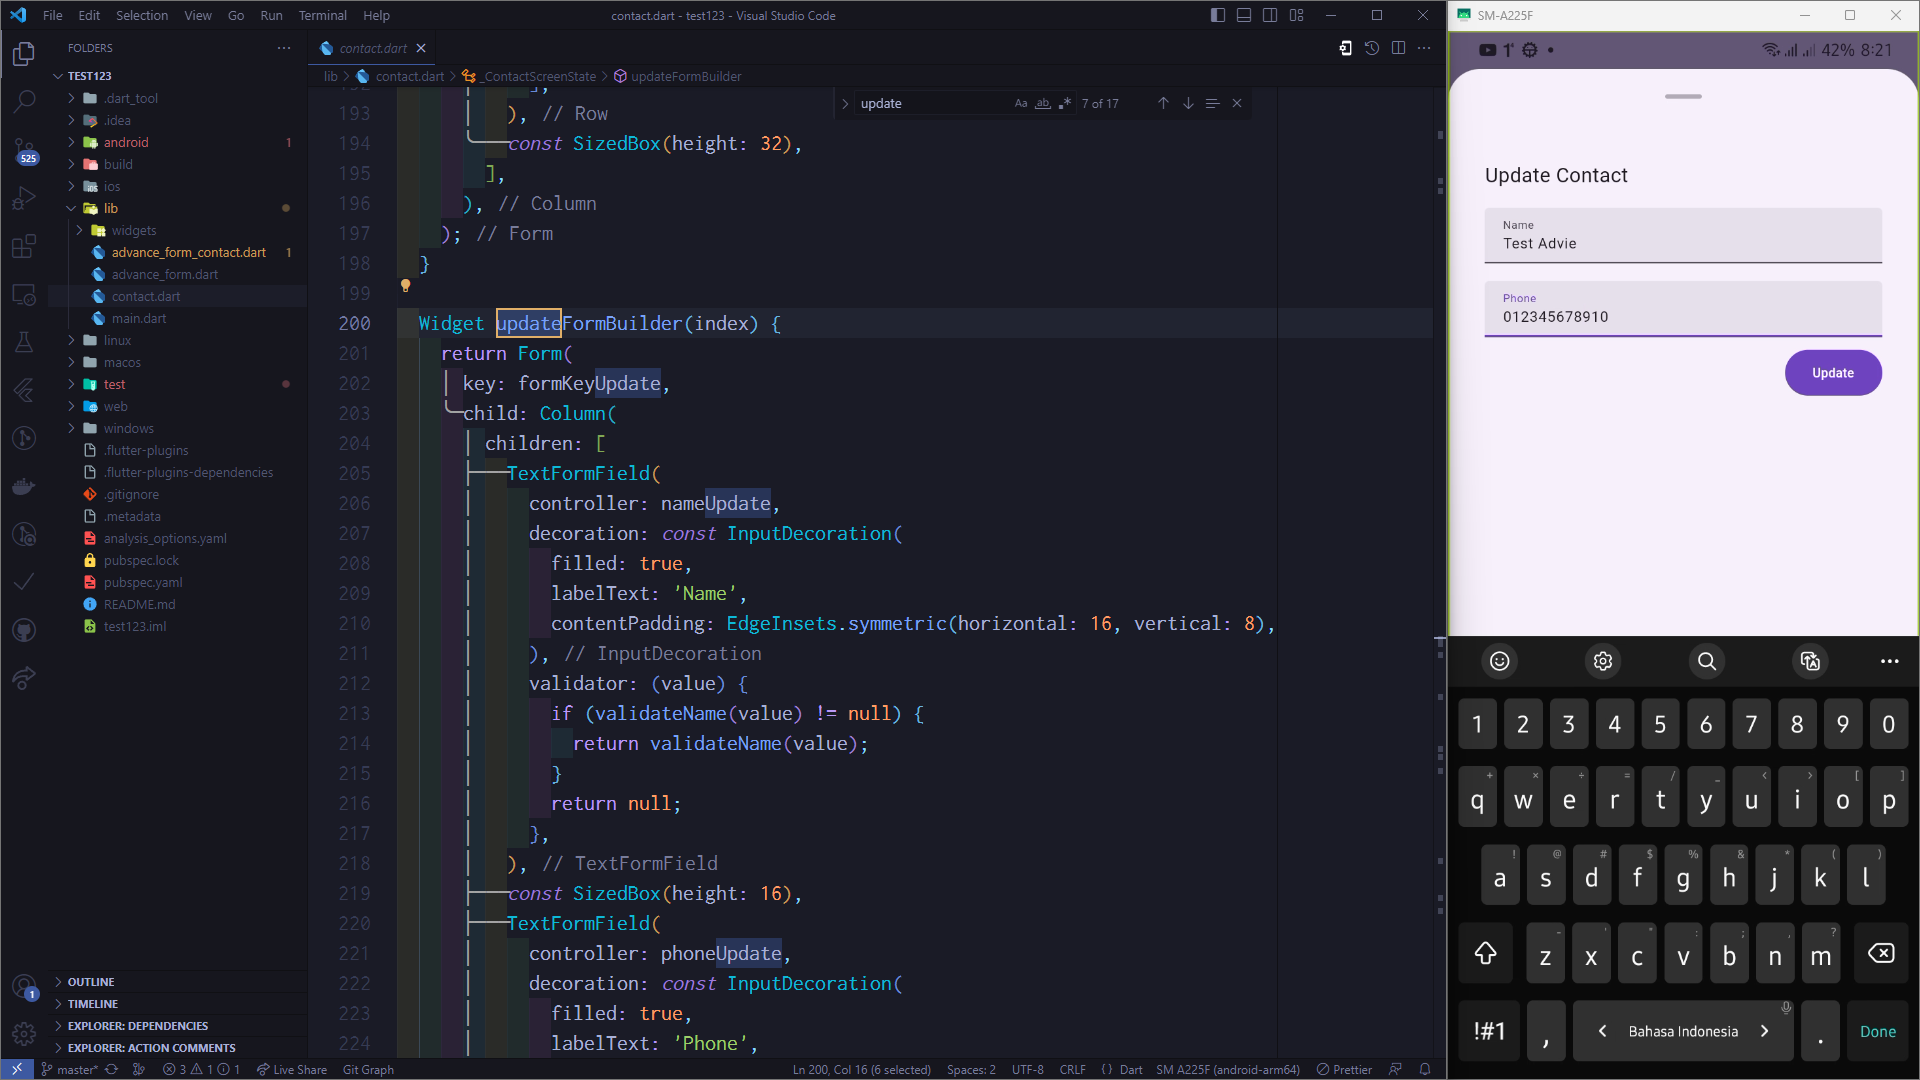 File Edit Selection View Go Run Terminal Help
contact.dart - test123 - Visual Studio Code
FOLDERS
TEST123
.dart_tool
.idea
android 1
build
ios
lib
widgets
advance_form_contact.dart 1
advance_form.dart
contact.dart
main.dart
linux
macos
test
web
windows
.flutter-plugins
.flutter-plugins-dependencies
.gitignore
.metadata
analysis_options.yaml
pubspec.lock
pubspec.yaml
README.md
test123.iml
OUTLINE
TIMELINE
EXPLORER: DEPENDENCIES
EXPLORER: ACTION COMMENTS
525
1
contact.dart
lib > contact.dart > _ContactScreenState > updateFormBuilder
update Aa ab 7 of 17
192 ],
193 ), // Row
194 const SizedBox(height: 32),
195 ],
196 ), // Column
197 ); // Form
198 }
199
200 Widget updateFormBuilder(index) {
201 return Form(
202 key: formKeyUpdate,
203 child: Column(
204 children: [
205 TextFormField(
206 controller: nameUpdate,
207 decoration: const InputDecoration(
208 filled: true,
209 labelText: 'Name',
210 contentPadding: EdgeInsets.symmetric(horizontal: 16, vertical: 8),
211 ), // InputDecoration
212 validator: (value) {
213 if (validateName(value) != null) {
214 return validateName(value);
215 }
216 return null;
217 },
218 ), // TextFormField
219 const SizedBox(height: 16),
220 TextFormField(
221 controller: phoneUpdate,
222 decoration: const InputDecoration(
223 filled: true,
224 labelText: 'Phone',
master* 3 1 1 Live Share Git Graph
Ln 200, Col 16 (6 selected) Spaces: 2 UTF-8 CRLF { } Dart SM A225F (android-arm64) Prettier
SM-A225F
42% 8:21
Update Contact
Name
Test Advie
Phone
012345678910
Update
1 2 3 4 5 6 7 8 9 0
q w e r t y u i o p
a s d f g h j k l
z x c v b n m
!#1 , < Bahasa Indonesia > . Done